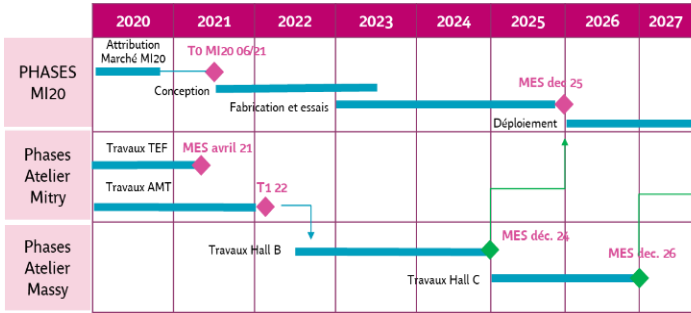 2020 2021 2022 2023 2024 2025 2026 2027
PHASES
MI20
Attribution
Marché MI20
T0 MI20 06/21
Conception
Fabrication et essais
MES dec 25
Déploiement
Phases
Atelier
Mitry
Travaux TEF
MES avril 21
Travaux AMT
T1 22
Phases
Atelier
Massy
Travaux Hall B
MES déc. 24
Travaux Hall C
MES dec. 26